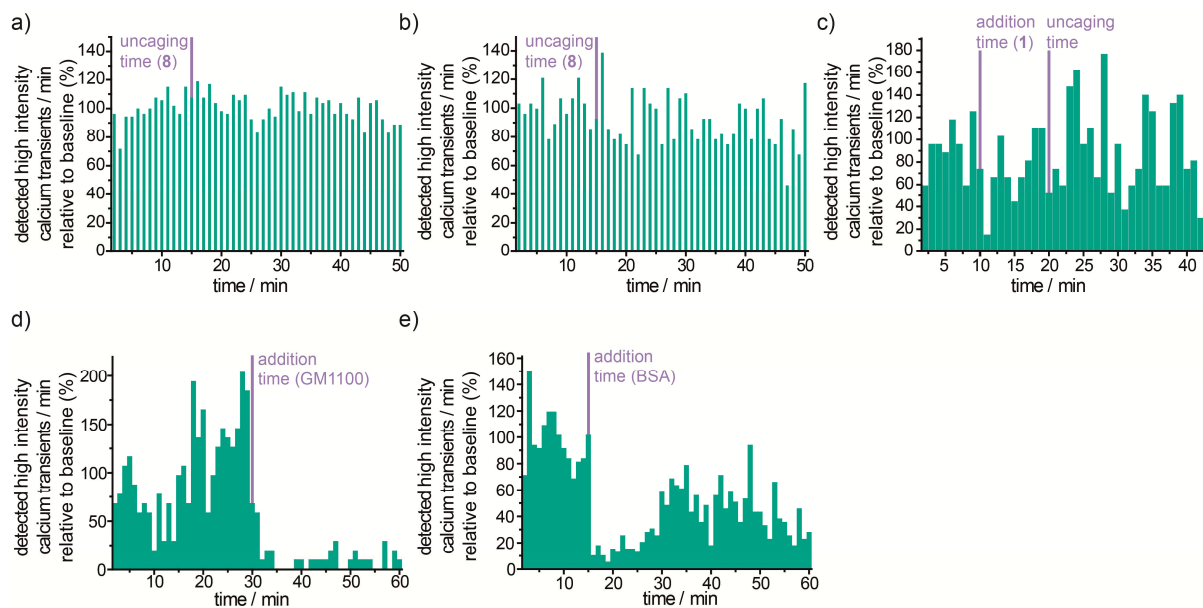 a)
uncaging
time (8)
detected high intensity
calcium transients / min
relative to baseline (%)
140
120
100
80
60
40
20
0
10
20
30
40
50
time / min
b)
uncaging
time (8)
detected high intensity
calcium transients / min
relative to baseline (%)
140
120
100
80
60
40
20
0
10
20
30
40
50
time / min
c)
addition
time (1)
uncaging
time
detected high intensity
calcium transients / min
relative to baseline (%)
180
160
140
120
100
80
60
40
20
0
5
10
15
20
25
30
35
40
time / min
d)
addition
time (GM1100)
detected high intensity
calcium transients / min
relative to baseline (%)
200
150
100
50
0
10
20
30
40
50
60
time / min
e)
addition
time (BSA)
detected high intensity
calcium transients / min
relative to baseline (%)
160
140
120
100
80
60
40
20
0
10
20
30
40
50
60
time / min